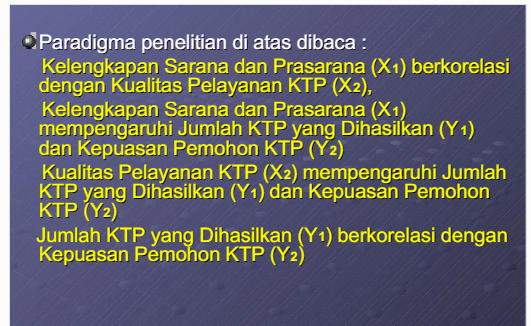 Paradigma penelitian di atas dibaca :
Kelengkapan Sarana dan Prasarana (X₁) berkorelasi
dengan Kualitas Pelayanan KTP (X₂),
Kelengkapan Sarana dan Prasarana (X₁)
mempengaruhi Jumlah KTP yang Dihasilkan (Y₁)
dan Kepuasan Pemohon KTP (Y₂)
Kualitas Pelayanan KTP (X₂) mempengaruhi Jumlah
KTP yang Dihasilkan (Y₁) dan Kepuasan Pemohon
KTP (Y₂)
Jumlah KTP yang Dihasilkan (Y₁) berkorelasi dengan
Kepuasan Pemohon KTP (Y₂)